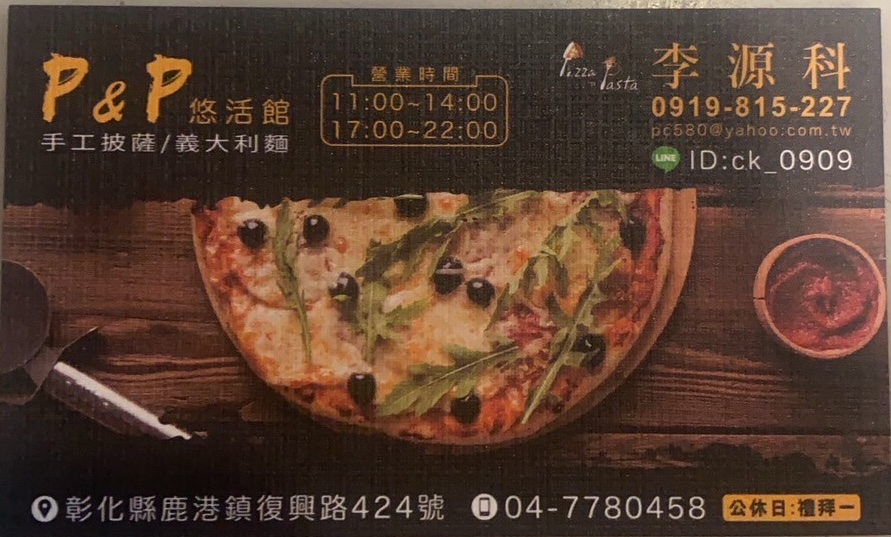 P&P 悠活館
手工披薩/義大利麵
營業時間
11:00~14:00
17:00~22:00
Pizza Pasta
李源科
0919-815-227
pc580@yahoo.com.tw
LINE ID:ck_0909
彰化縣鹿港鎮復興路424號
04-7780458
公休日:禮拜一